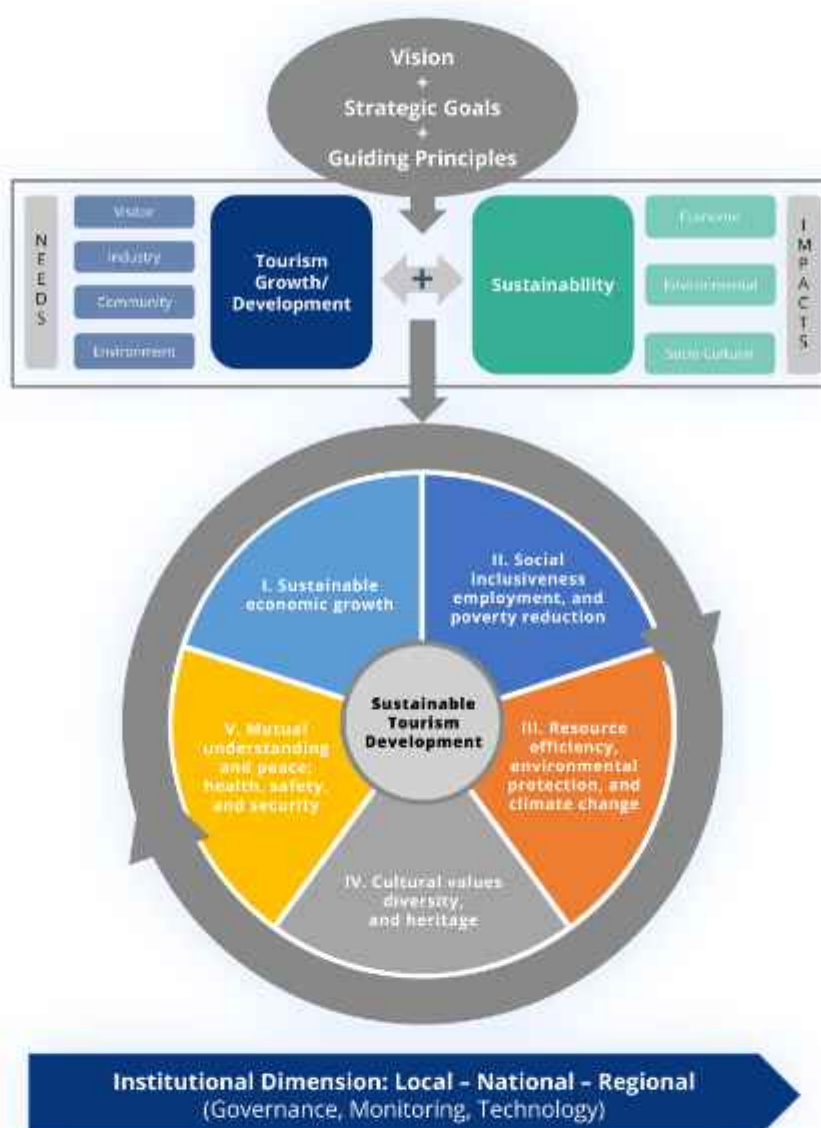 Vision
+
Strategic Goals
+
Guiding Principles
NEEDS
Visitor
Industry
Community
Environment
Tourism
Growth/
Development
+
Sustainability
Economic
Environmental
Socio-Cultural
IMPACTS
I. Sustainable
economic growth
II. Social
inclusiveness
employment, and
poverty reduction
Sustainable
Tourism
Development
III. Resource
efficiency,
environmental
protection, and
climate change
IV. Cultural values
diversity,
and heritage
V. Mutual
understanding
and peace;
health, safety,
and security
Institutional Dimension: Local – National – Regional
(Governance, Monitoring, Technology)